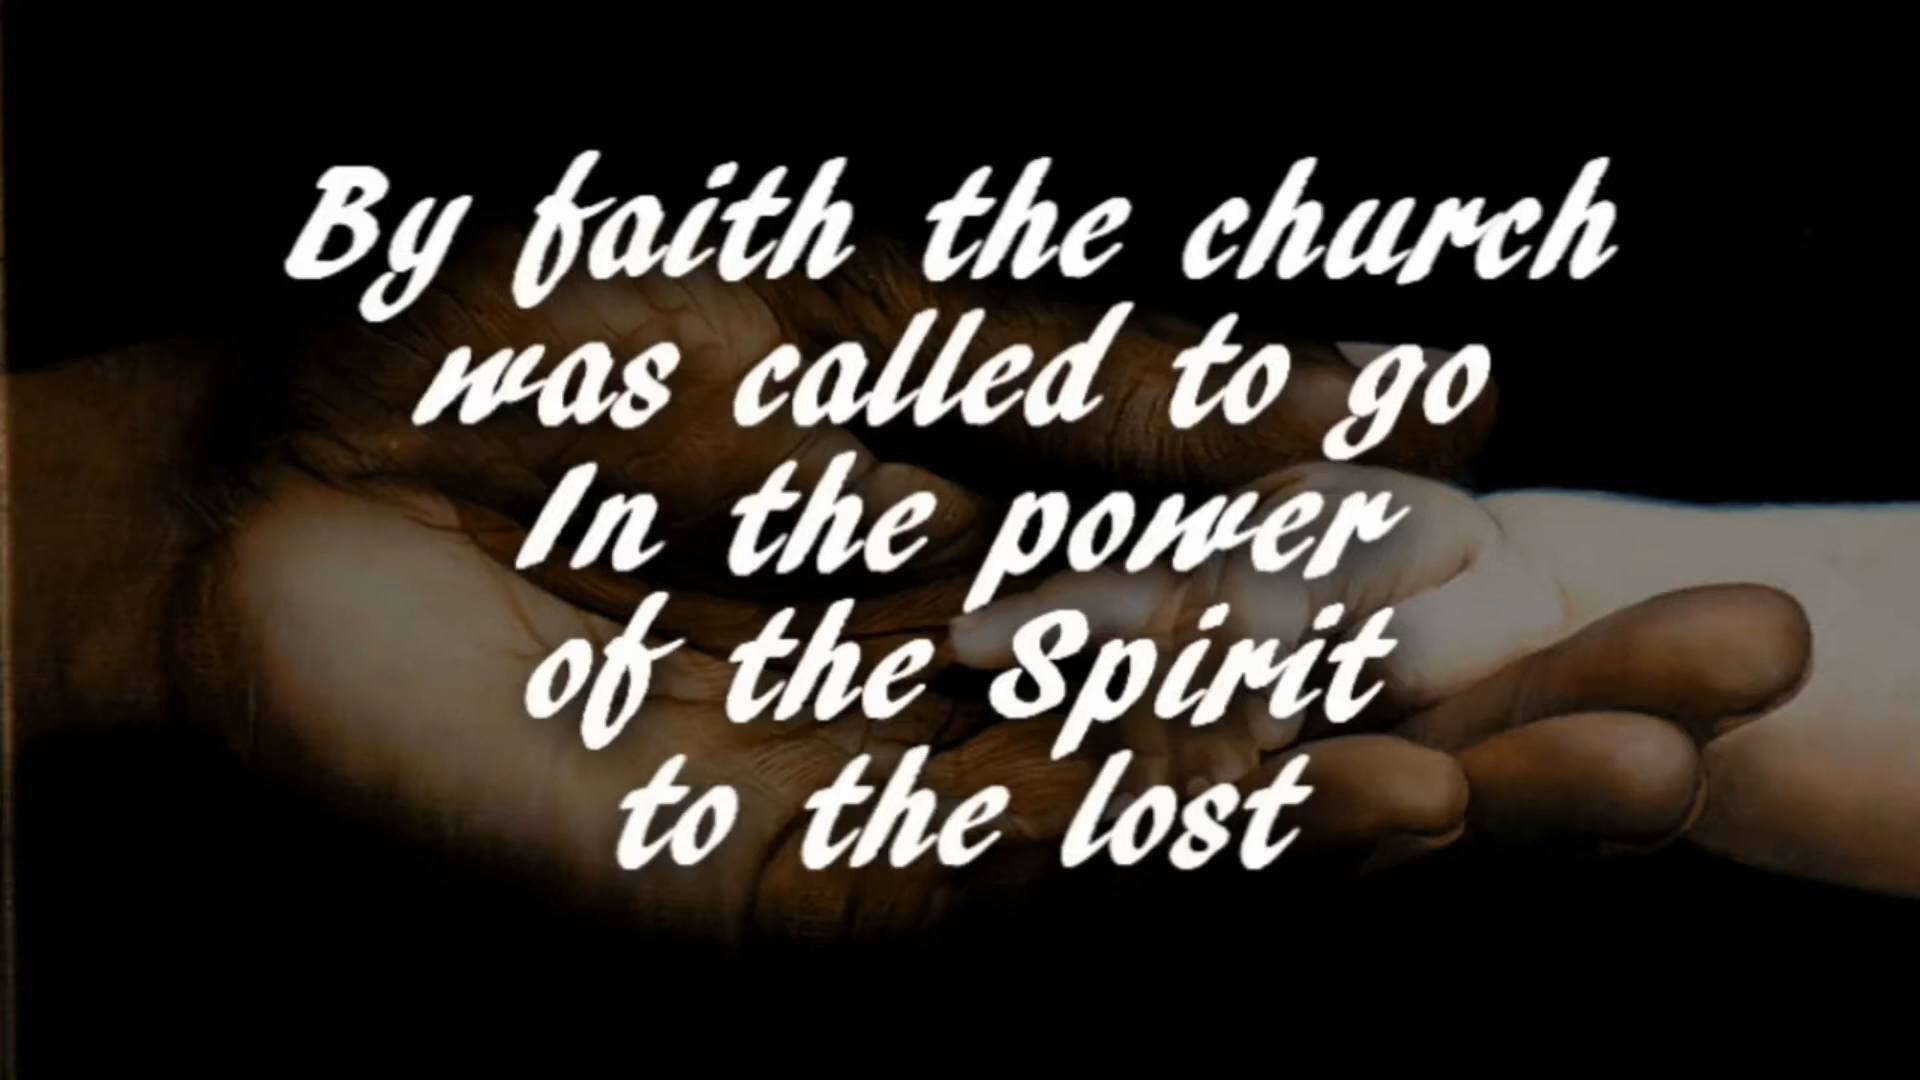 By faith the church
was called to go
In the power
of the Spirit
to the lost